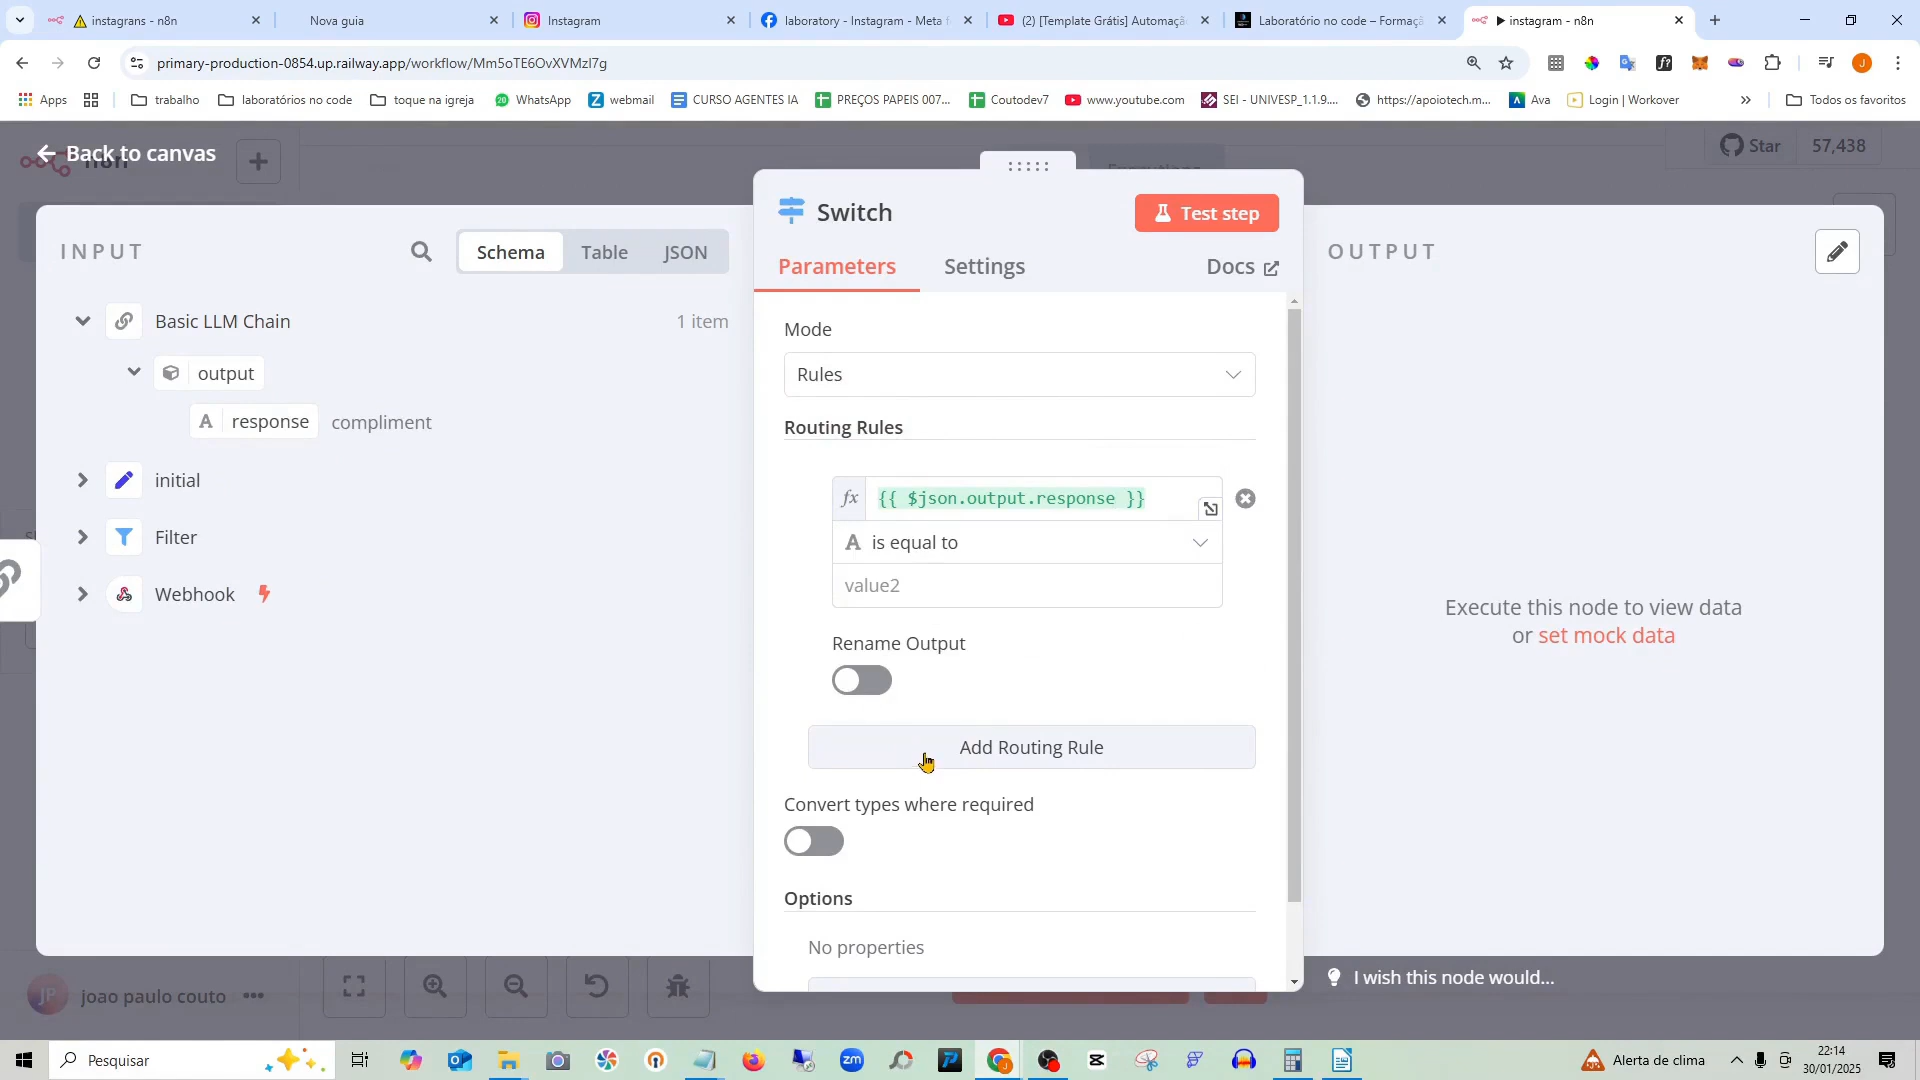 instagrans - n8n
Nova guia
Instagram
laboratory - Instagram - Meta f
(2) [Template Grátis] Automaçã
Laboratório no code – Formaçã
instagram - n8n
primary-production-0854.up.railway.app/workflow/Mm5oTE6OvXVMzl7g
Apps
trabalho
laboratórios no code
toque na igreja
WhatsApp
webmail
CURSO AGENTES IA
PREÇOS PAPEIS 007...
Coutodev7
www.youtube.com
SEI - UNIVESP_1.1.9....
https://apoiotech.m...
Ava
Login | Workover
Todos os favoritos
Back to canvas
n8n
Executions
Star 57,438
INPUT
Schema
Table
JSON
Basic LLM Chain
1 item
output
A response compliment
initial
Filter
Webhook
Switch
Test step
Parameters
Settings
Docs
Mode
Rules
Routing Rules
fx {{ $json.output.response }}
A is equal to
value2
Rename Output
Add Routing Rule
Convert types where required
Options
No properties
OUTPUT
Execute this node to view data
or set mock data
I wish this node would...
JP joao paulo couto
Pesquisar
Alerta de clima
22:14
30/01/2025